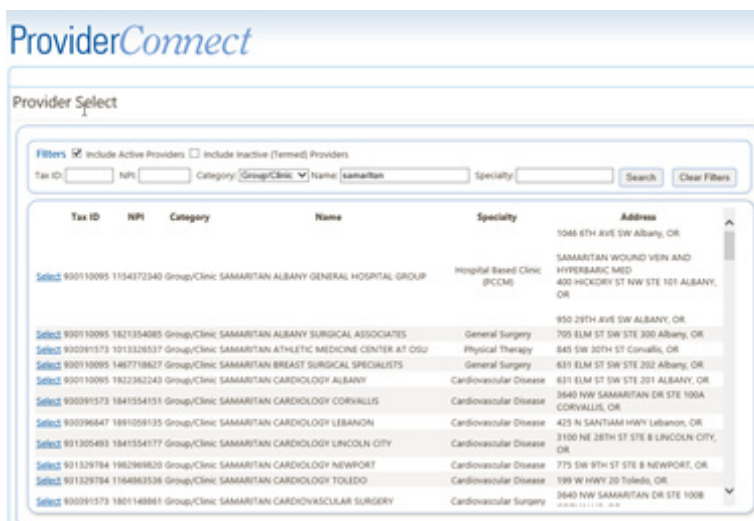 ProviderConnect
Provider Select
Filters Include Active Providers Include Inactive (Termed) Providers
Tax ID: NPI: Category: Group/Clinic Name: samaritan Specialty: Search Clear Filters
Tax ID NPI Category Name Specialty Address
1046 6TH AVE SW Albany, OR
Select 930110095 1154372340 Group/Clinic SAMARITAN ALBANY GENERAL HOSPITAL GROUP Hospital Based Clinic (PCCM) SAMARITAN WOUND VEIN AND
HYPERBARIC MED
400 HICKORY ST NW STE 101 ALBANY,
OR
950 29TH AVE SW ALBANY, OR
Select 930110095 1821354085 Group/Clinic SAMARITAN ALBANY SURGICAL ASSOCIATES General Surgery 705 ELM ST SW STE 300 Albany, OR
Select 930391573 1013326537 Group/Clinic SAMARITAN ATHLETIC MEDICINE CENTER AT OSU Physical Therapy 845 SW 30TH ST Corvallis, OR
Select 930110095 1467718627 Group/Clinic SAMARITAN BREAST SURGICAL SPECIALISTS General Surgery 631 ELM ST SW STE 202 Albany, OR
Select 930110095 1922362243 Group/Clinic SAMARITAN CARDIOLOGY ALBANY Cardiovascular Disease 631 ELM ST SW STE 201 ALBANY, OR
Select 930391573 1841554151 Group/Clinic SAMARITAN CARDIOLOGY CORVALLIS Cardiovascular Disease 3640 NW SAMARITAN DR STE 100A
CORVALLIS, OR
Select 930396847 1891059135 Group/Clinic SAMARITAN CARDIOLOGY LEBANON Cardiovascular Disease 425 N SANTIAM HWY Lebanon, OR
Select 931305493 1841554177 Group/Clinic SAMARITAN CARDIOLOGY LINCOLN CITY Cardiovascular Disease 3100 NE 28TH ST STE B LINCOLN CITY,
OR
Select 931329784 1982969820 Group/Clinic SAMARITAN CARDIOLOGY NEWPORT Cardiovascular Disease 775 SW 9TH ST STE B NEWPORT, OR
Select 931329784 1164863536 Group/Clinic SAMARITAN CARDIOLOGY TOLEDO Cardiovascular Disease 199 W HWY 20 Toledo, OR
Select 930391573 1801148861 Group/Clinic SAMARITAN CARDIOVASCULAR SURGERY Cardiovascular Surgery 3640 NW SAMARITAN DR STE 100B